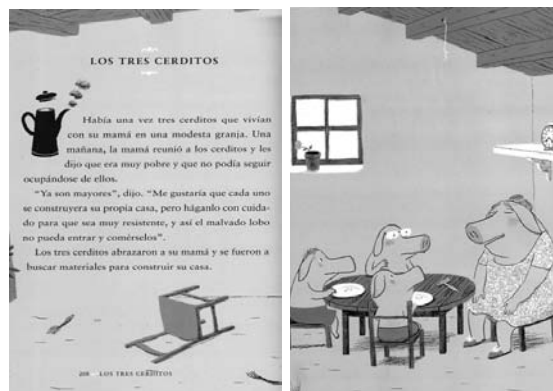 LOS TRES CERDITOS
Había una vez tres cerditos que vivían
con su mamá en una modesta granja. Una
mañana, la mamá reunió a los cerditos y les
dijo que era muy pobre y que no podía seguir
ocupándose de ellos.
"Ya son mayores", dijo. "Me gustaría que cada uno
se construyera su propia casa, pero háganlo con cuida-
do para que sea muy resistente, y así el malvado lobo
no pueda entrar y comérselos".
Los tres cerditos abrazaron a su mamá y se fueron a
buscar materiales para construir su casa.
LOS TRES CERDITOS